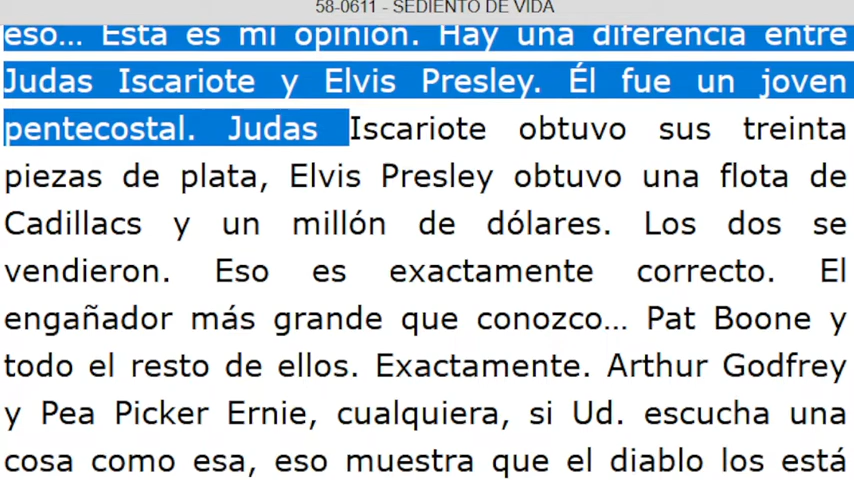 58-0611 - SEDIENTO DE VIDA
eso... Esta es mi opinión. Hay una diferencia entre
Judas Iscariote y Elvis Presley. Él fue un joven
pentecostal. Judas Iscariote obtuvo sus treinta
piezas de plata, Elvis Presley obtuvo una flota de
Cadillacs y un millón de dólares. Los dos se
vendieron. Eso es exactamente correcto. El
engañador más grande que conozco... Pat Boone y
todo el resto de ellos. Exactamente. Arthur Godfrey
y Pea Picker Ernie, cualquiera, si Ud. escucha una
cosa como esa, eso muestra que el diablo los está